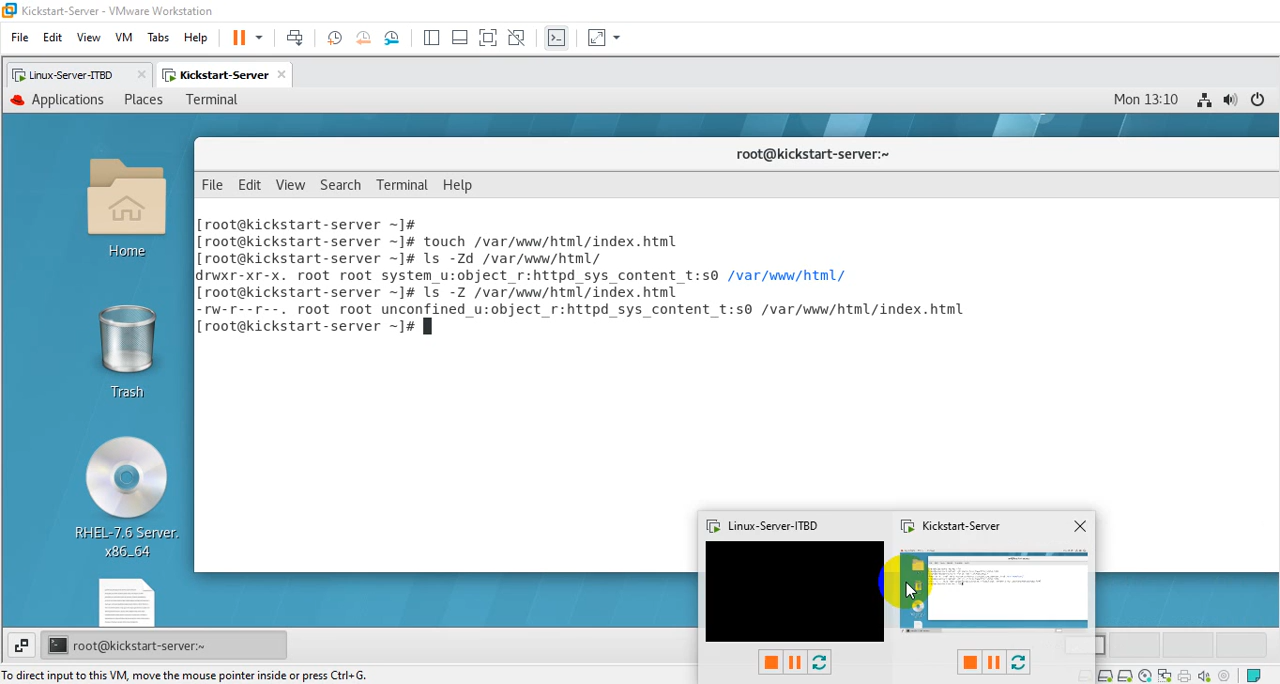 Kickstart-Server - VMware Workstation
File Edit View VM Tabs Help
Linux-Server-ITBD Kickstart-Server
Applications Places Terminal Mon 13:10
root@kickstart-server:~
File Edit View Search Terminal Help
[root@kickstart-server ~]#
[root@kickstart-server ~]# touch /var/www/html/index.html
[root@kickstart-server ~]# ls -Zd /var/www/html/
drwxr-xr-x. root root system_u:object_r:httpd_sys_content_t:s0 /var/www/html/
[root@kickstart-server ~]# ls -Z /var/www/html/index.html
-rw-r--r--. root root unconfined_u:object_r:httpd_sys_content_t:s0 /var/www/html/index.html
[root@kickstart-server ~]#
Home
Trash
RHEL-7.6 Server.
x86_64
Linux-Server-ITBD Kickstart-Server
root@kickstart-server:~
To direct input to this VM, move the mouse pointer inside or press Ctrl+G.